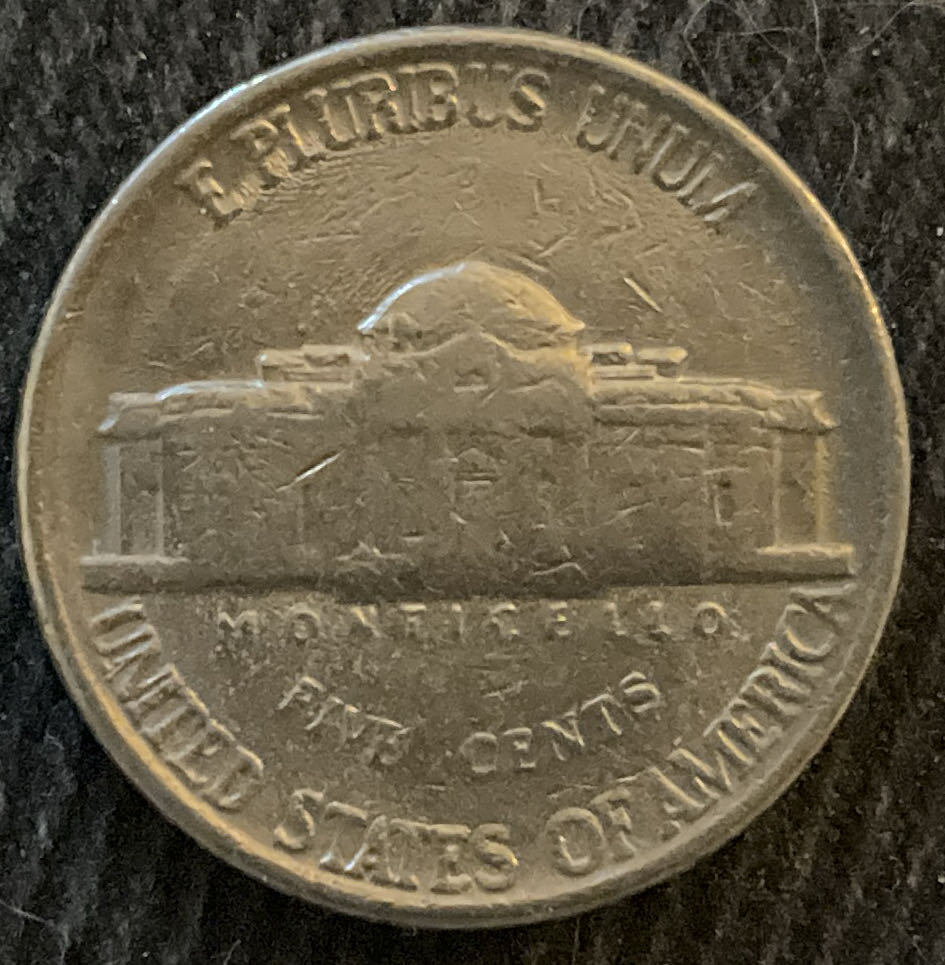 E PLURIBUS UNUM
MONTICELLO
FIVE CENTS
UNITED STATES OF AMERICA